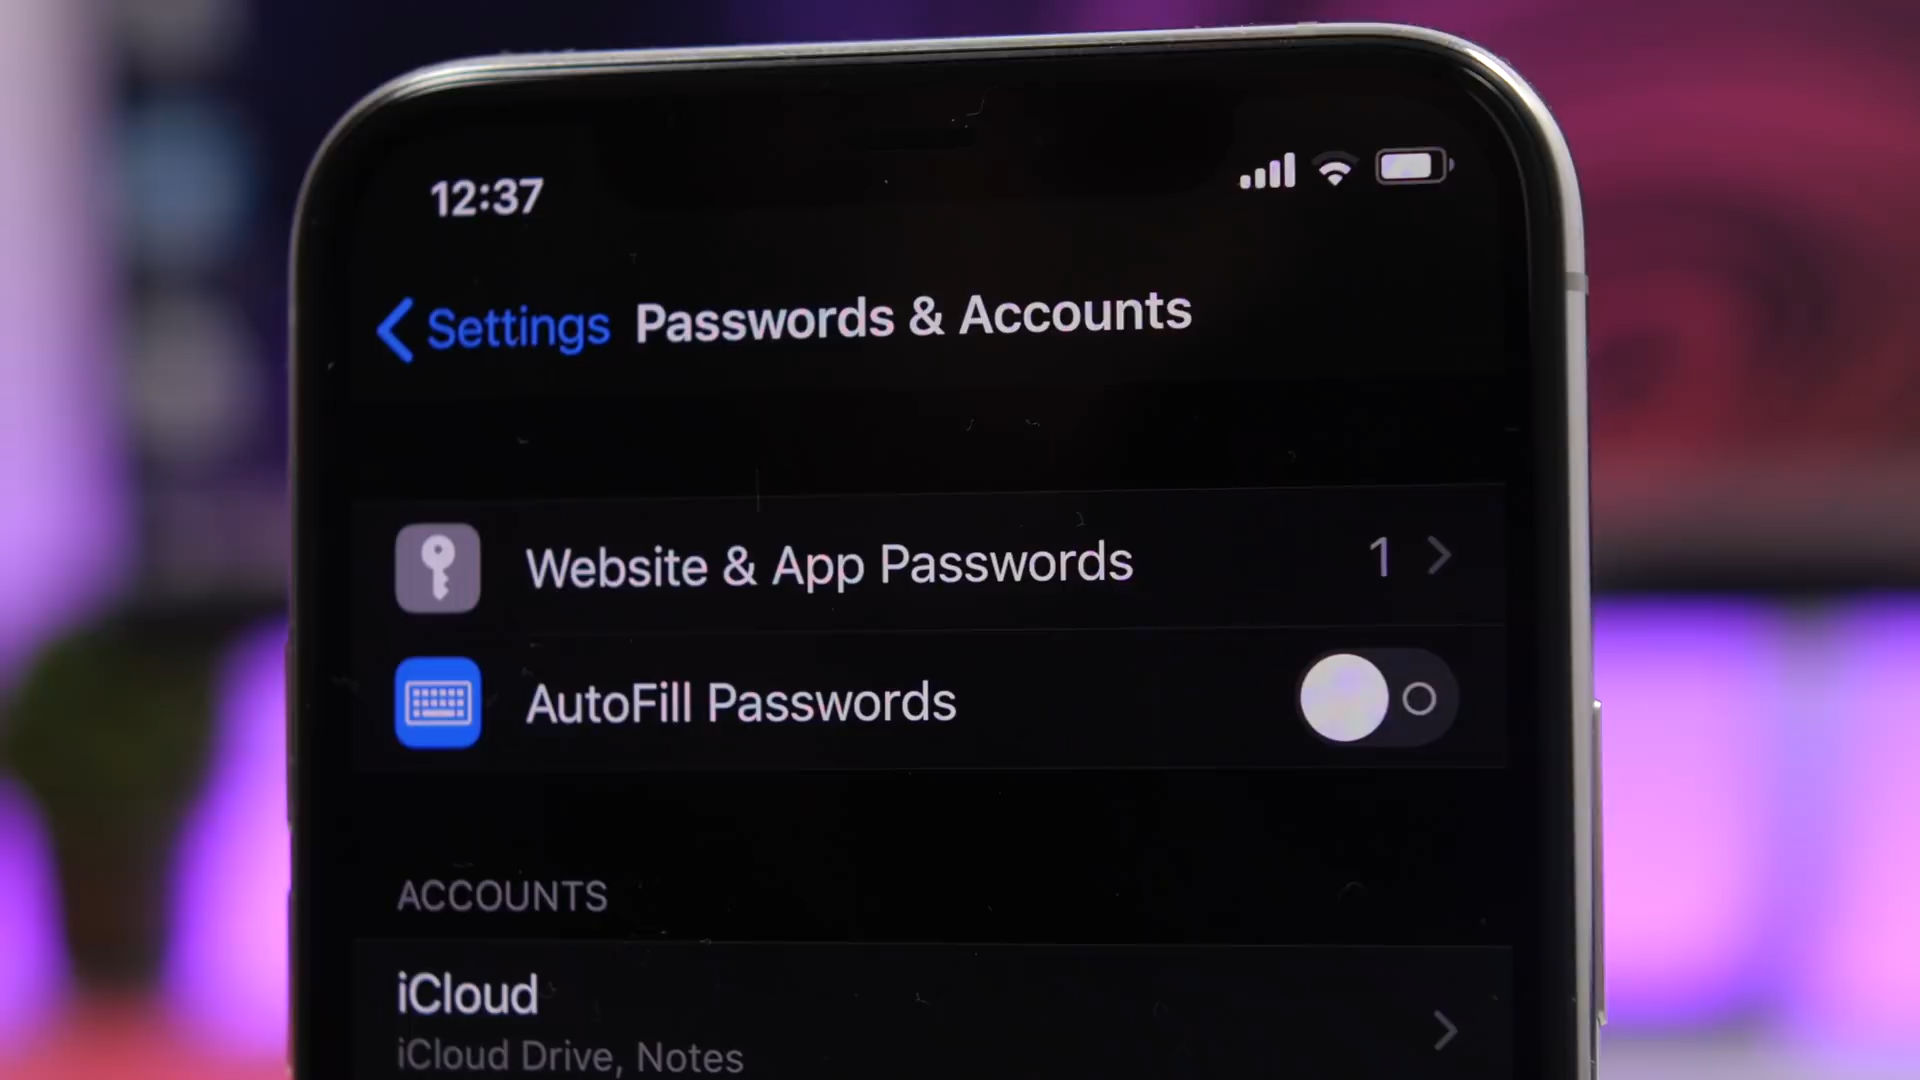 12:37
Settings Passwords & Accounts
Website & App Passwords 1
AutoFill Passwords
ACCOUNTS
iCloud
iCloud Drive, Notes